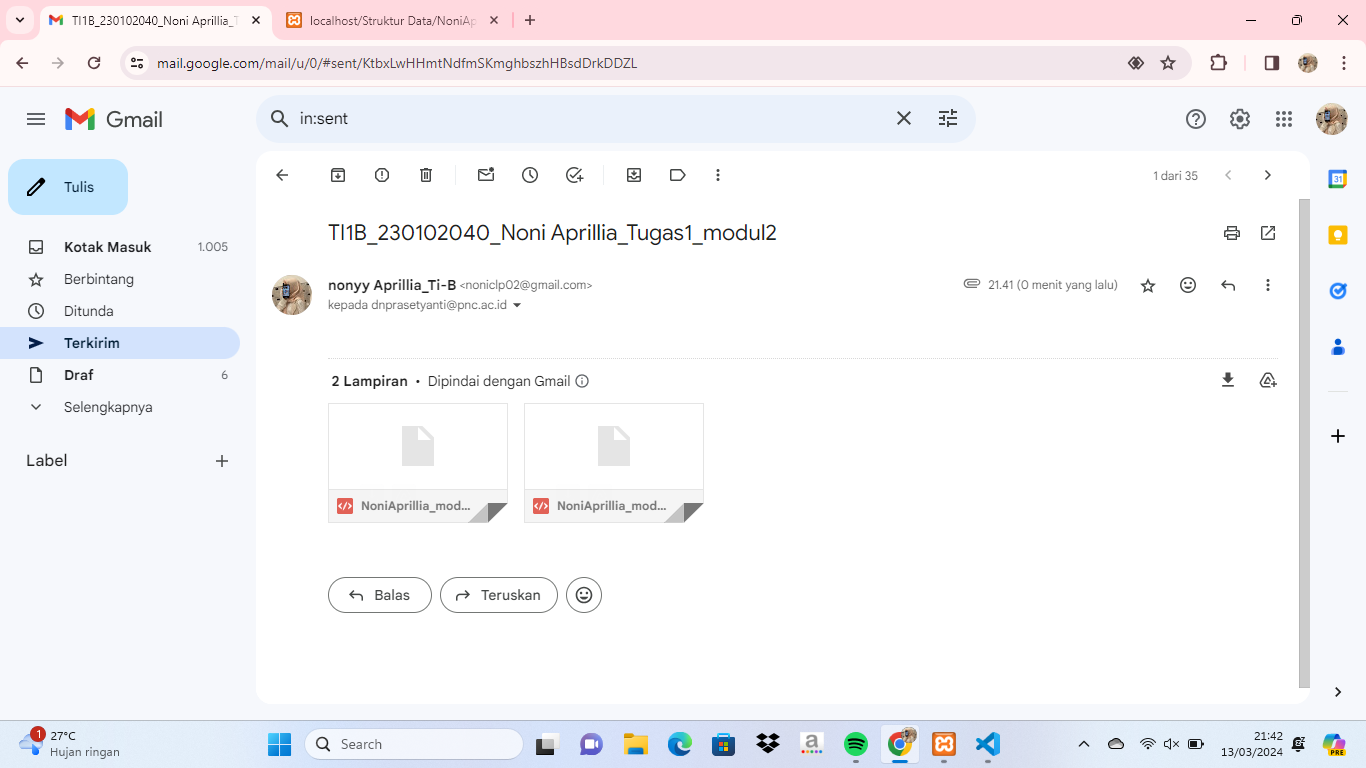 TI1B_230102040_Noni Aprillia_T
localhost/Struktur Data/NoniAp
mail.google.com/mail/u/0/#sent/KtbxLwHHmtNdfmSKmghbszhHBsdDrkDDZL
Gmail
in:sent
Tulis
1 dari 35
TI1B_230102040_Noni Aprillia_Tugas1_modul2
Kotak Masuk 1.005
Berbintang
Ditunda
Terkirim
Draf 6
Selengkapnya
Label
nonyy Aprillia_Ti-B <noniclp02@gmail.com>
21.41 (0 menit yang lalu)
kepada dnprasetyanti@pnc.ac.id
2 Lampiran • Dipindai dengan Gmail
NoniAprillia_mod...
NoniAprillia_mod...
Balas
Teruskan
31
1
27°C
Hujan ringan
Search
a
PRE
21:42
13/03/2024